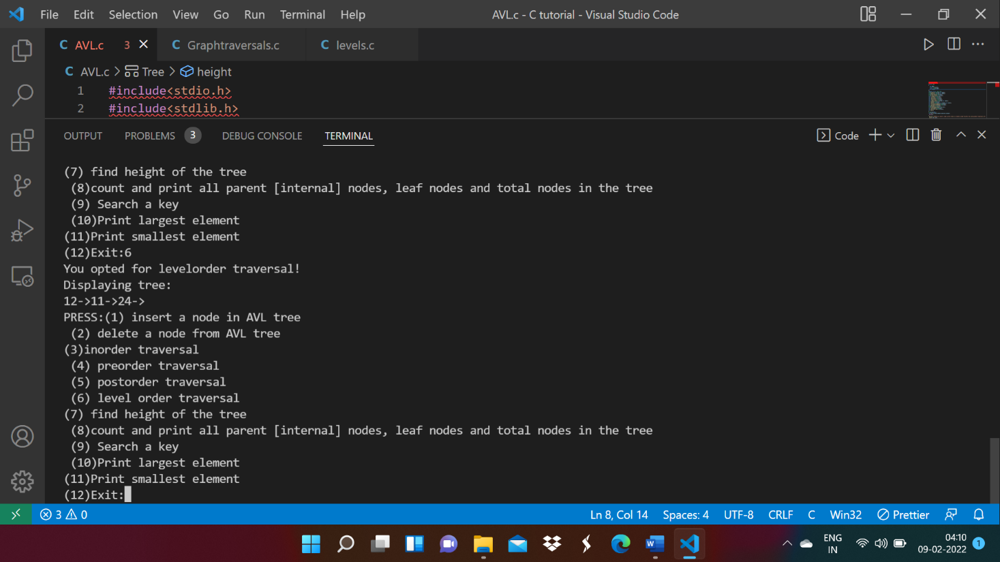 File Edit Selection View Go Run Terminal Help AVL.c - C tutorial - Visual Studio Code
C AVL.c 3 C Graphtraversals.c C levels.c
C AVL.c > Tree > height
1 #include<stdio.h>
2 #include<stdlib.h>
OUTPUT PROBLEMS 3 DEBUG CONSOLE TERMINAL Code
(7) find height of the tree
(8)count and print all parent [internal] nodes, leaf nodes and total nodes in the tree
(9) Search a key
(10)Print largest element
(11)Print smallest element
(12)Exit:6
You opted for levelorder traversal!
Displaying tree:
12->11->24->
PRESS:(1) insert a node in AVL tree
(2) delete a node from AVL tree
(3)inorder traversal
(4) preorder traversal
(5) postorder traversal
(6) level order traversal
(7) find height of the tree
(8)count and print all parent [internal] nodes, leaf nodes and total nodes in the tree
(9) Search a key
(10)Print largest element
(11)Print smallest element
(12)Exit:
3 0 Ln 8, Col 14 Spaces: 4 UTF-8 CRLF C Win32 Prettier
ENG 04:10
IN 09-02-2022 1